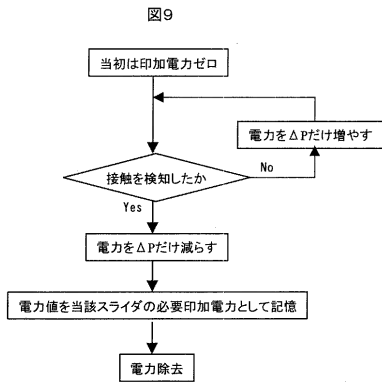 図9
当初は印加電力ゼロ
電力をΔPだけ増やす
接触を検知したか
No
Yes
電力をΔPだけ減らす
電力値を当該スライダの必要印加電力として記憶
電力除去